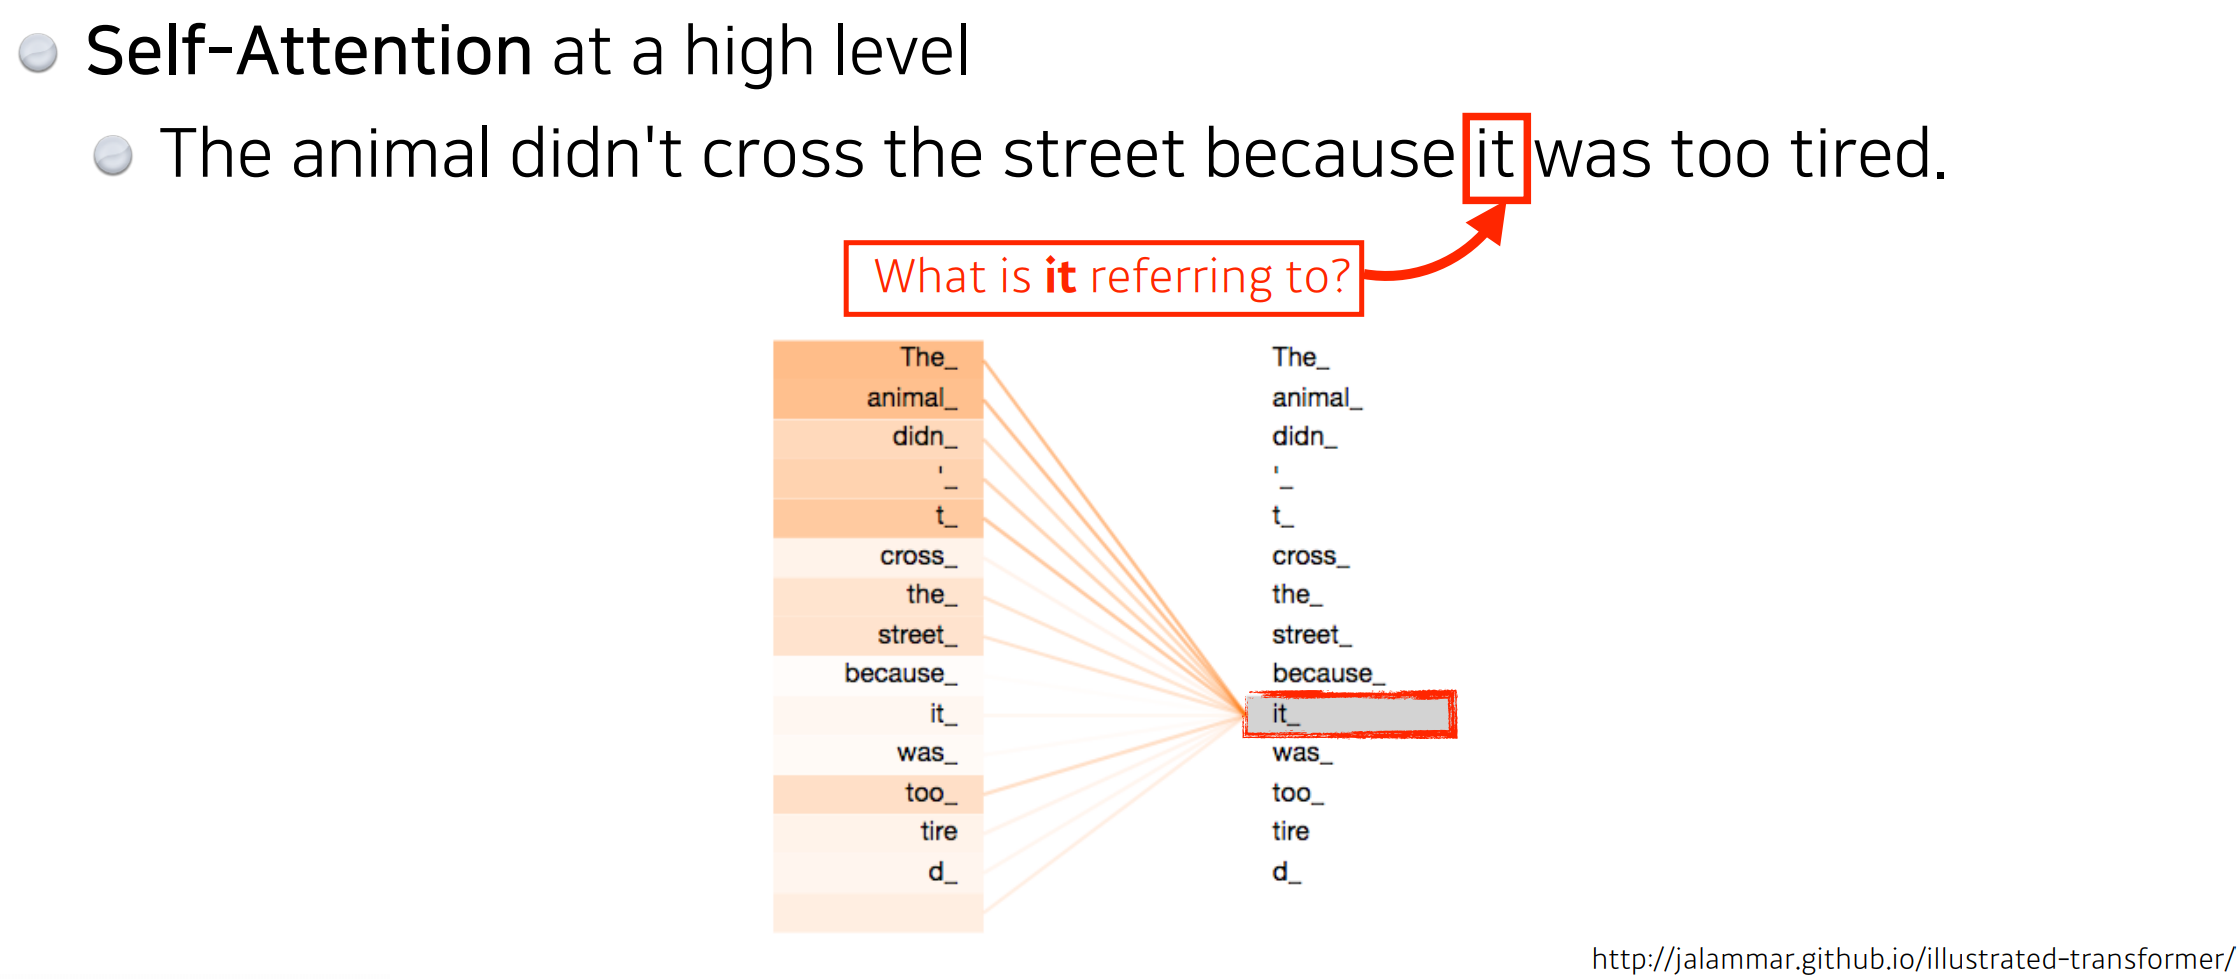 Self-Attention at a high level
The animal didn't cross the street because it was too tired.
What is it referring to?
The_
animal_
didn_
'_
t_
cross_
the_
street_
because_
it_
was_
too_
tire
d_
The_
animal_
didn_
'_
t_
cross_
the_
street_
because_
it_
was_
too_
tire
d_
http://jalammar.github.io/illustrated-transformer/